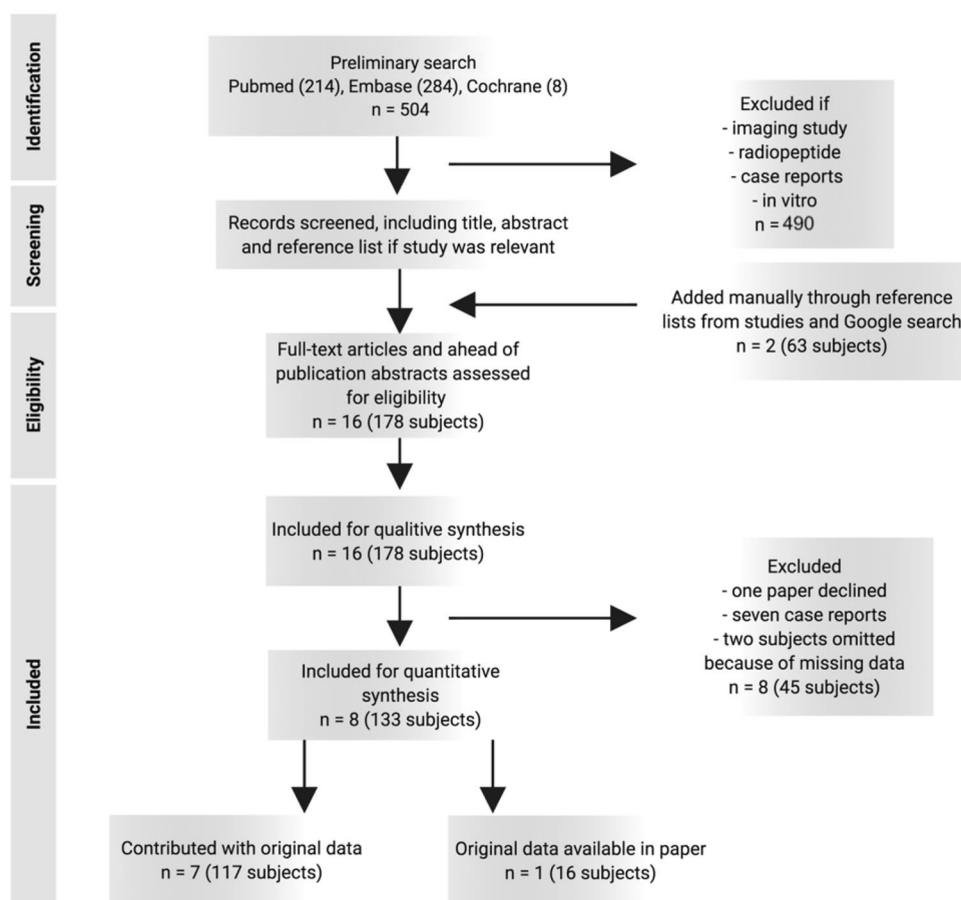 Identification
Preliminary search
Pubmed (214), Embase (284), Cochrane (8)
n = 504
Excluded if
- imaging study
- radiopeptide
- case reports
- in vitro
n = 490
Screening
Records screened, including title, abstract
and reference list if study was relevant
Added manually through reference
lists from studies and Google search
n = 2 (63 subjects)
Eligibility
Full-text articles and ahead of
publication abstracts assessed
for eligibility
n = 16 (178 subjects)
Included
Included for qualitive synthesis
n = 16 (178 subjects)
Excluded
- one paper declined
- seven case reports
- two subjects omitted
because of missing data
n = 8 (45 subjects)
Included for quantitative
synthesis
n = 8 (133 subjects)
Contributed with original data
n = 7 (117 subjects)
Original data available in paper
n = 1 (16 subjects)